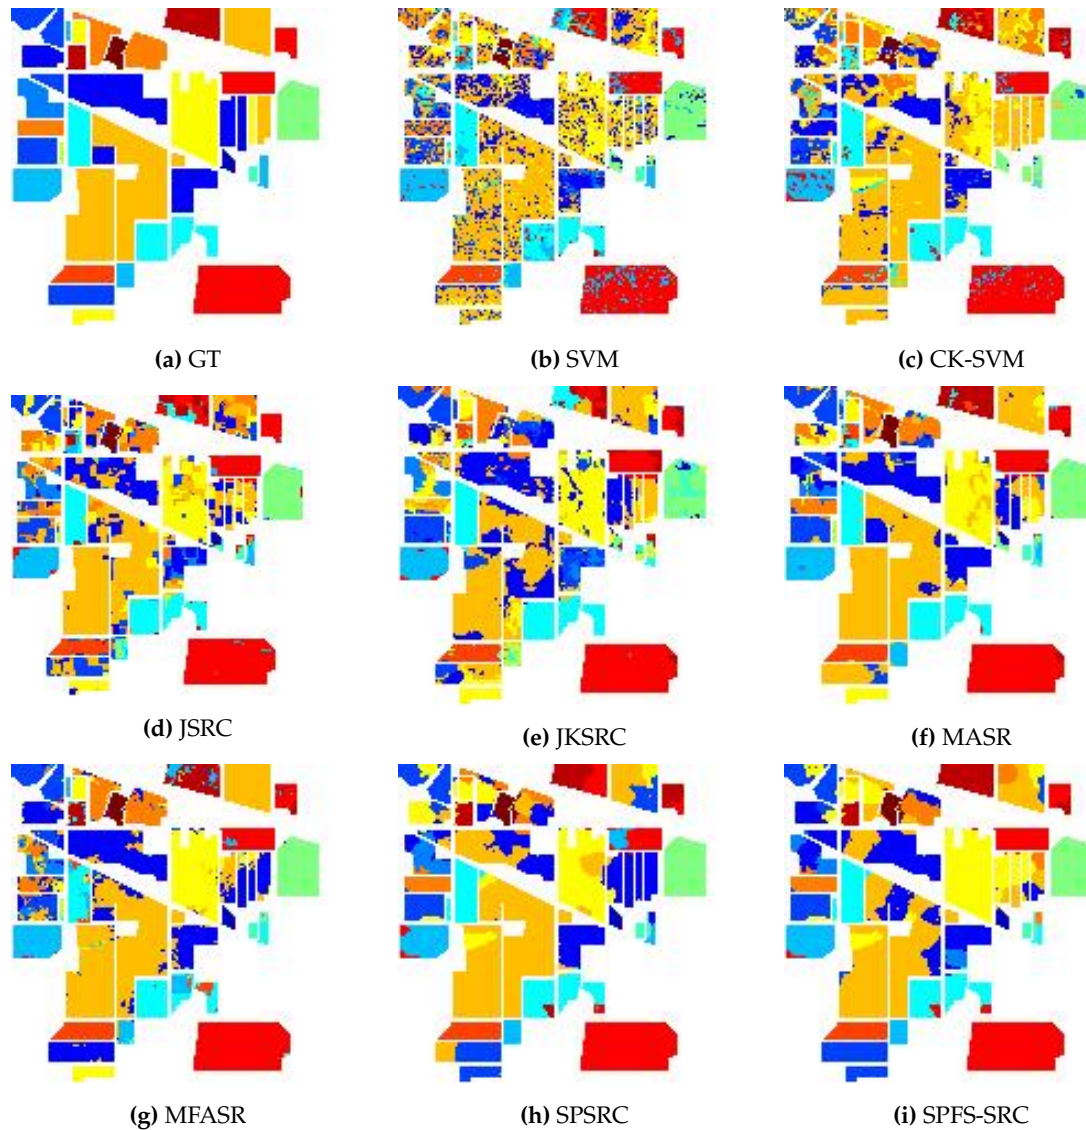 (a) GT
(b) SVM
(c) CK-SVM
(d) JSRC
(e) JKSRC
(f) MASR
(g) MFASR
(h) SPSRC
(i) SPFS-SRC